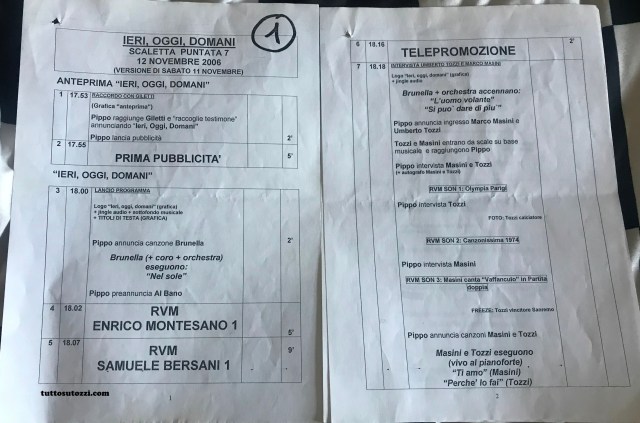 1
IERI, OGGI, DOMANI
SCALETTA PUNTATA 7
12 NOVEMBRE 2006
(VERSIONE DI SABATO 11 NOVEMBRE)
ANTEPRIMA "IERI, OGGI, DOMANI"
1 17.53 RACCORDO CON GILETTI
(Grafica "anteprima")
Pippo raggiunge Giletti e "raccoglie testimone"
annunciando "Ieri, Oggi, Domani"
Pippo lancia pubblicità 2'
2 17.55 PRIMA PUBBLICITA' 5'
"IERI, OGGI, DOMANI"
3 18.00 LANCIO PROGRAMMA
Logo "Ieri, oggi, domani" (grafica)
+ jingle audio + sottofondo musicale
+ TITOLI DI TESTA (GRAFICA)
Pippo annuncia canzone Brunella 2'
Brunella (+ coro + orchestra)
eseguono:
"Nel sole"
Pippo preannuncia Al Bano
4 18.02 RVM
ENRICO MONTESANO 1 5'
5 18.07 RVM
SAMUELE BERSANI 1 9'
tuttosutozzi.com
1
6 18.16 TELEPROMOZIONE 2'
7 18.18 INTERVISTA UMBERTO TOZZI E MARCO MASINI
Logo "Ieri, oggi, domani" (grafica)
+ jingle audio
Brunella + orchestra accennano:
"L'uomo volante"
"Si puo' dare di piu'"
Pippo annuncia ingresso Marco Masini e
Umberto Tozzi
Tozzi e Masini entrano da scale su base
musicale e raggiungono Pippo
Pippo intervista Masini e Tozzi
(+ autografo Masini e Tozzi)
RVM SON 1: Olympia Parigi
Pippo intervista Tozzi
FOTO: Tozzi calciatore
RVM SON 2: Canzonissima 1974
Pippo intervista Masini
RVM SON 3: Masini canta "Vaffanculo" in Partita
doppia
FREEZE: Tozzi vincitore Sanremo
Pippo annuncia canzoni Masini e Tozzi
Masini e Tozzi eseguono
(vivo al pianoforte)
"Ti amo" (Masini)
"Perche' lo fai" (Tozzi)
2